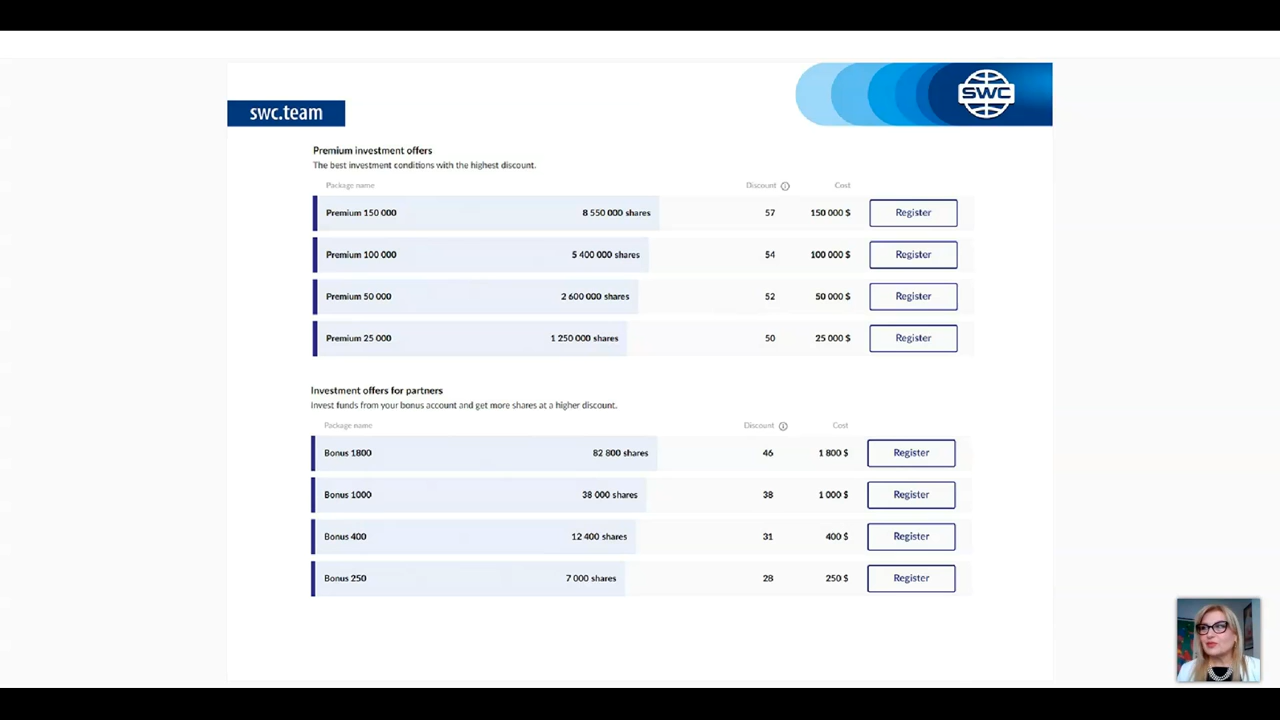 swc.team
SWC
Premium investment offers
The best investment conditions with the highest discount.
Package name Discount Cost
Premium 150 000 8 550 000 shares 57 150 000 $ Register
Premium 100 000 5 400 000 shares 54 100 000 $ Register
Premium 50 000 2 600 000 shares 52 50 000 $ Register
Premium 25 000 1 250 000 shares 50 25 000 $ Register
Investment offers for partners
Invest funds from your bonus account and get more shares at a higher discount.
Package name Discount Cost
Bonus 1800 82 800 shares 46 1 800 $ Register
Bonus 1000 38 000 shares 38 1 000 $ Register
Bonus 400 12 400 shares 31 400 $ Register
Bonus 250 7 000 shares 28 250 $ Register